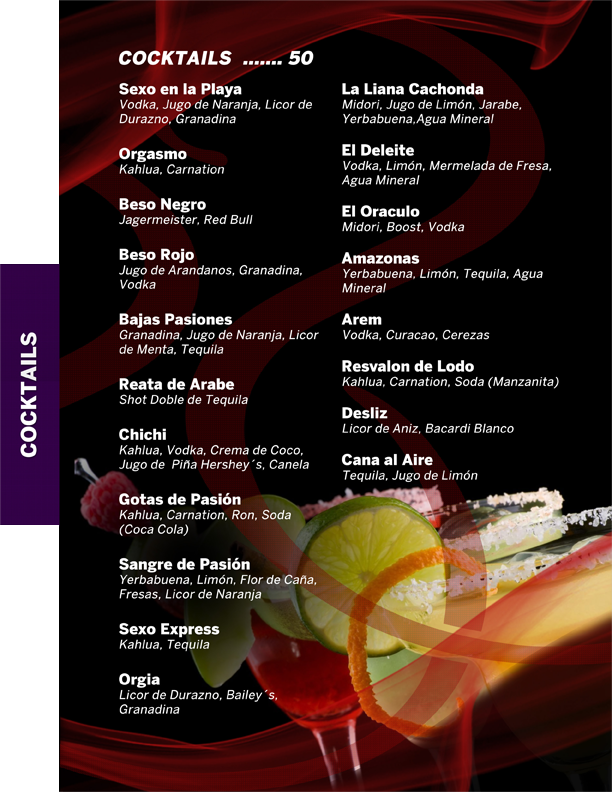 COCKTAILS ....... 50
Sexo en la Playa
Vodka, Jugo de Naranja, Licor de
Durazno, Granadina
Orgasmo
Kahlua, Carnation
Beso Negro
Jagermeister, Red Bull
Beso Rojo
Jugo de Arandanos, Granadina,
Vodka
Bajas Pasiones
Granadina, Jugo de Naranja, Licor
de Menta, Tequila
Reata de Arabe
Shot Doble de Tequila
Chichi
Kahlua, Vodka, Crema de Coco,
Jugo de Piña Hershey´s, Canela
Gotas de Pasión
Kahlua, Carnation, Ron, Soda
(Coca Cola)
Sangre de Pasión
Yerbabuena, Limón, Flor de Caña,
Fresas, Licor de Naranja
Sexo Express
Kahlua, Tequila
Orgia
Licor de Durazno, Bailey´s,
Granadina
La Liana Cachonda
Midori, Jugo de Limón, Jarabe,
Yerbabuena,Agua Mineral
El Deleite
Vodka, Limón, Mermelada de Fresa,
Agua Mineral
El Oraculo
Midori, Boost, Vodka
Amazonas
Yerbabuena, Limón, Tequila, Agua
Mineral
Arem
Vodka, Curacao, Cerezas
Resvalon de Lodo
Kahlua, Carnation, Soda (Manzanita)
Desliz
Licor de Aniz, Bacardi Blanco
Cana al Aire
Tequila, Jugo de Limón
COCKTAILS